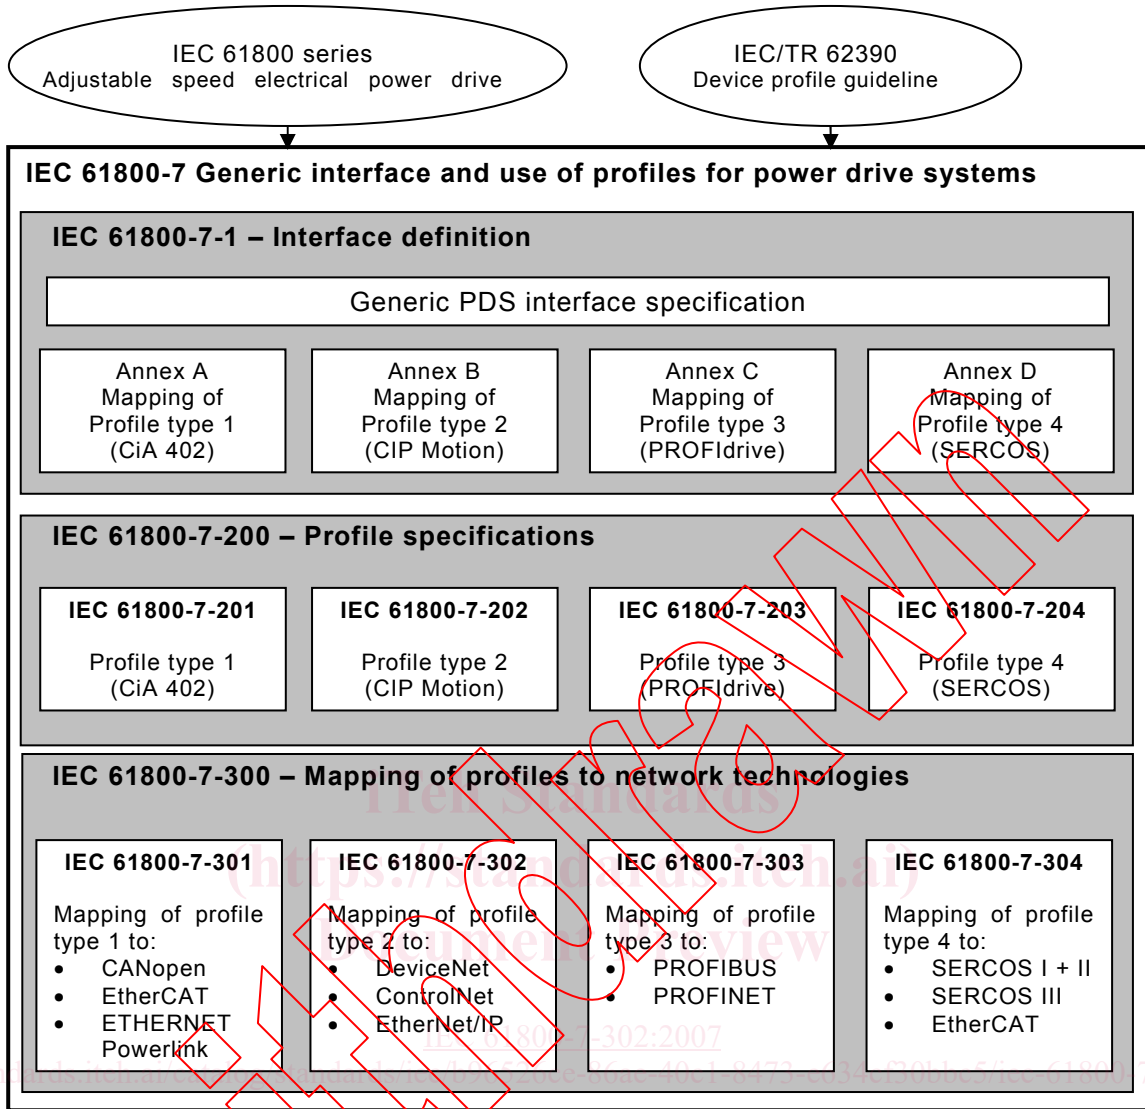 IEC 61800 series
Adjustable speed electrical power drive
IEC/TR 62390
Device profile guideline
IEC 61800-7 Generic interface and use of profiles for power drive systems
IEC 61800-7-1 – Interface definition
Generic PDS interface specification
Annex A
Mapping of
Profile type 1
(CiA 402)
Annex B
Mapping of
Profile type 2
(CIP Motion)
Annex C
Mapping of
Profile type 3
(PROFIdrive)
Annex D
Mapping of
Profile type 4
(SERCOS)
IEC 61800-7-200 – Profile specifications
IEC 61800-7-201
Profile type 1
(CiA 402)
IEC 61800-7-202
Profile type 2
(CIP Motion)
IEC 61800-7-203
Profile type 3
(PROFIdrive)
IEC 61800-7-204
Profile type 4
(SERCOS)
IEC 61800-7-300 – Mapping of profiles to network technologies
iTeh Standards
(https://standards.iteh.ai)
Document Preview
IEC 61800-7-301
Mapping of profile
type 1 to:
• CANopen
• EtherCAT
• ETHERNET
Powerlink
IEC 61800-7-302
Mapping of profile
type 2 to:
• DeviceNet
• ControlNet
• EtherNet/IP
IEC 61800-7-303
Mapping of profile
type 3 to:
• PROFIBUS
• PROFINET
IEC 61800-7-304
Mapping of profile
type 4 to:
• SERCOS I + II
• SERCOS III
• EtherCAT
IEC 61800-7-302:2007